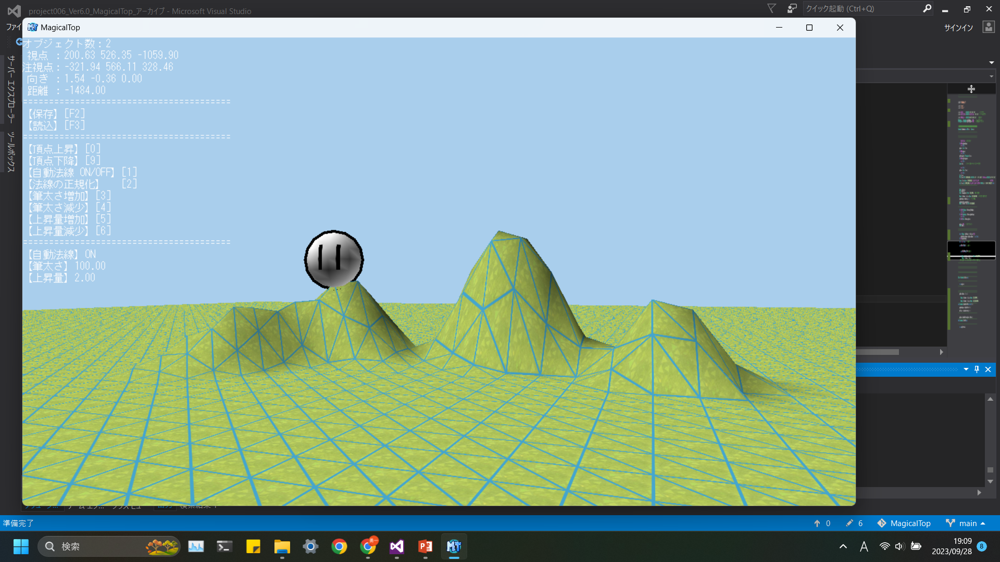 project006_Ver6.0_MagicalTop_アーカイブ - Microsoft Visual Studio
クイック起動 (Ctrl+Q)
ファイ
サインイン
MagicalTop
サーバー エクスプローラー
ツールボックス
オブジェクト数:2
視点 :200.63 526.35 -1059.90
注視点:-321.94 566.11 328.46
向き :1.54 -0.36 0.00
距離 :-1484.00
========================================
【保存】[F2]
【読込】[F3]
========================================
【頂点上昇】[0]
【頂点下降】[9]
【自動法線 ON/OFF】[1]
【法線の正規化】 [2]
【筆太さ増加】[3]
【筆太さ減少】[4]
【上昇量増加】[5]
【上昇量減少】[6]
========================================
【自動法線】ON
【筆太さ】100.00
【上昇量】2.00
準備完了
0
6
MagicalTop
main
検索
A
19:09
2023/09/28
8